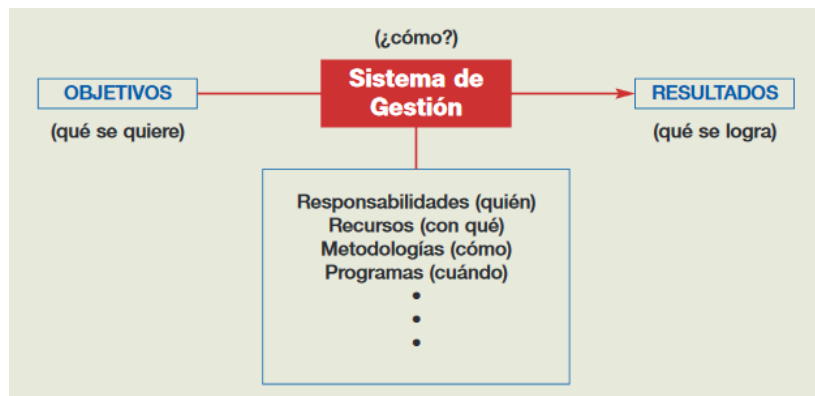 (¿cómo?)
Sistema de
Gestión
OBJETIVOS
(qué se quiere)
RESULTADOS
(qué se logra)
Responsabilidades (quién)
Recursos (con qué)
Metodologías (cómo)
Programas (cuándo)
•
•
•